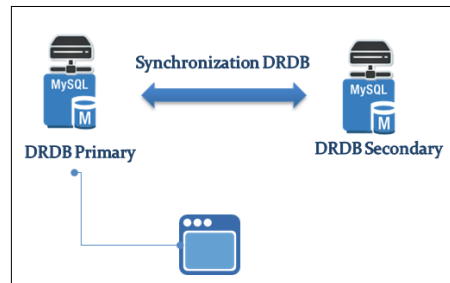 Synchronization DRDB
MySQL
M
MySQL
M
DRDB Primary
DRDB Secondary